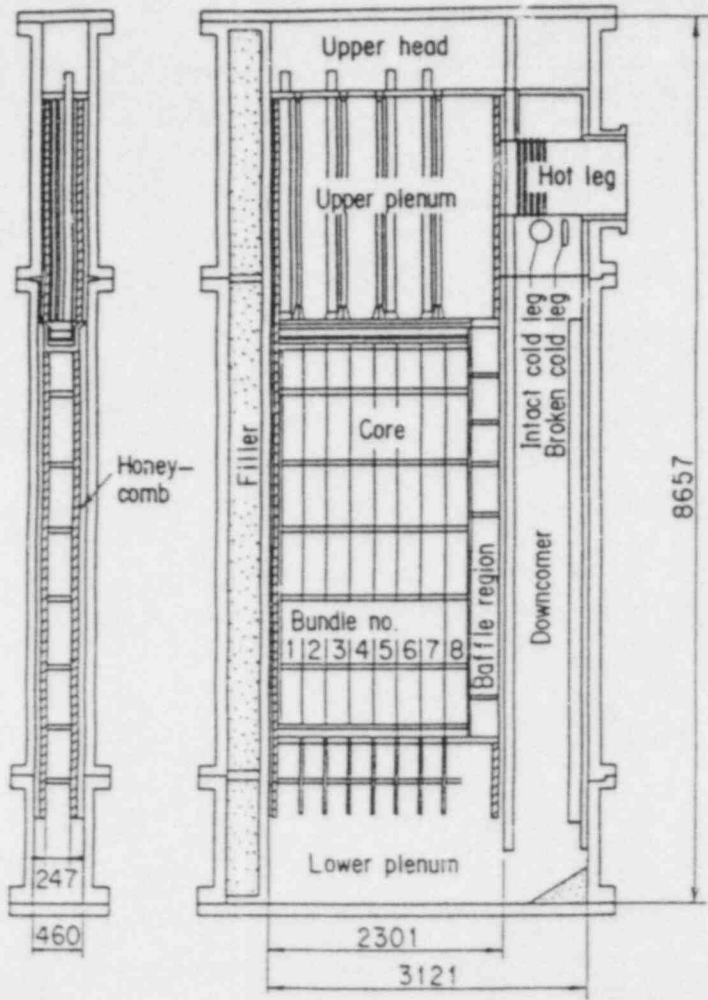 Upper head
Upper plenum
Hot leg
Intact cold leg
Broken cold leg
Honey-
comb
Filler
Core
Baffle region
Downcomer
8657
Bundle no.
1 2 3 4 5 6 7 8
Lower plenum
247
460
2301
3121